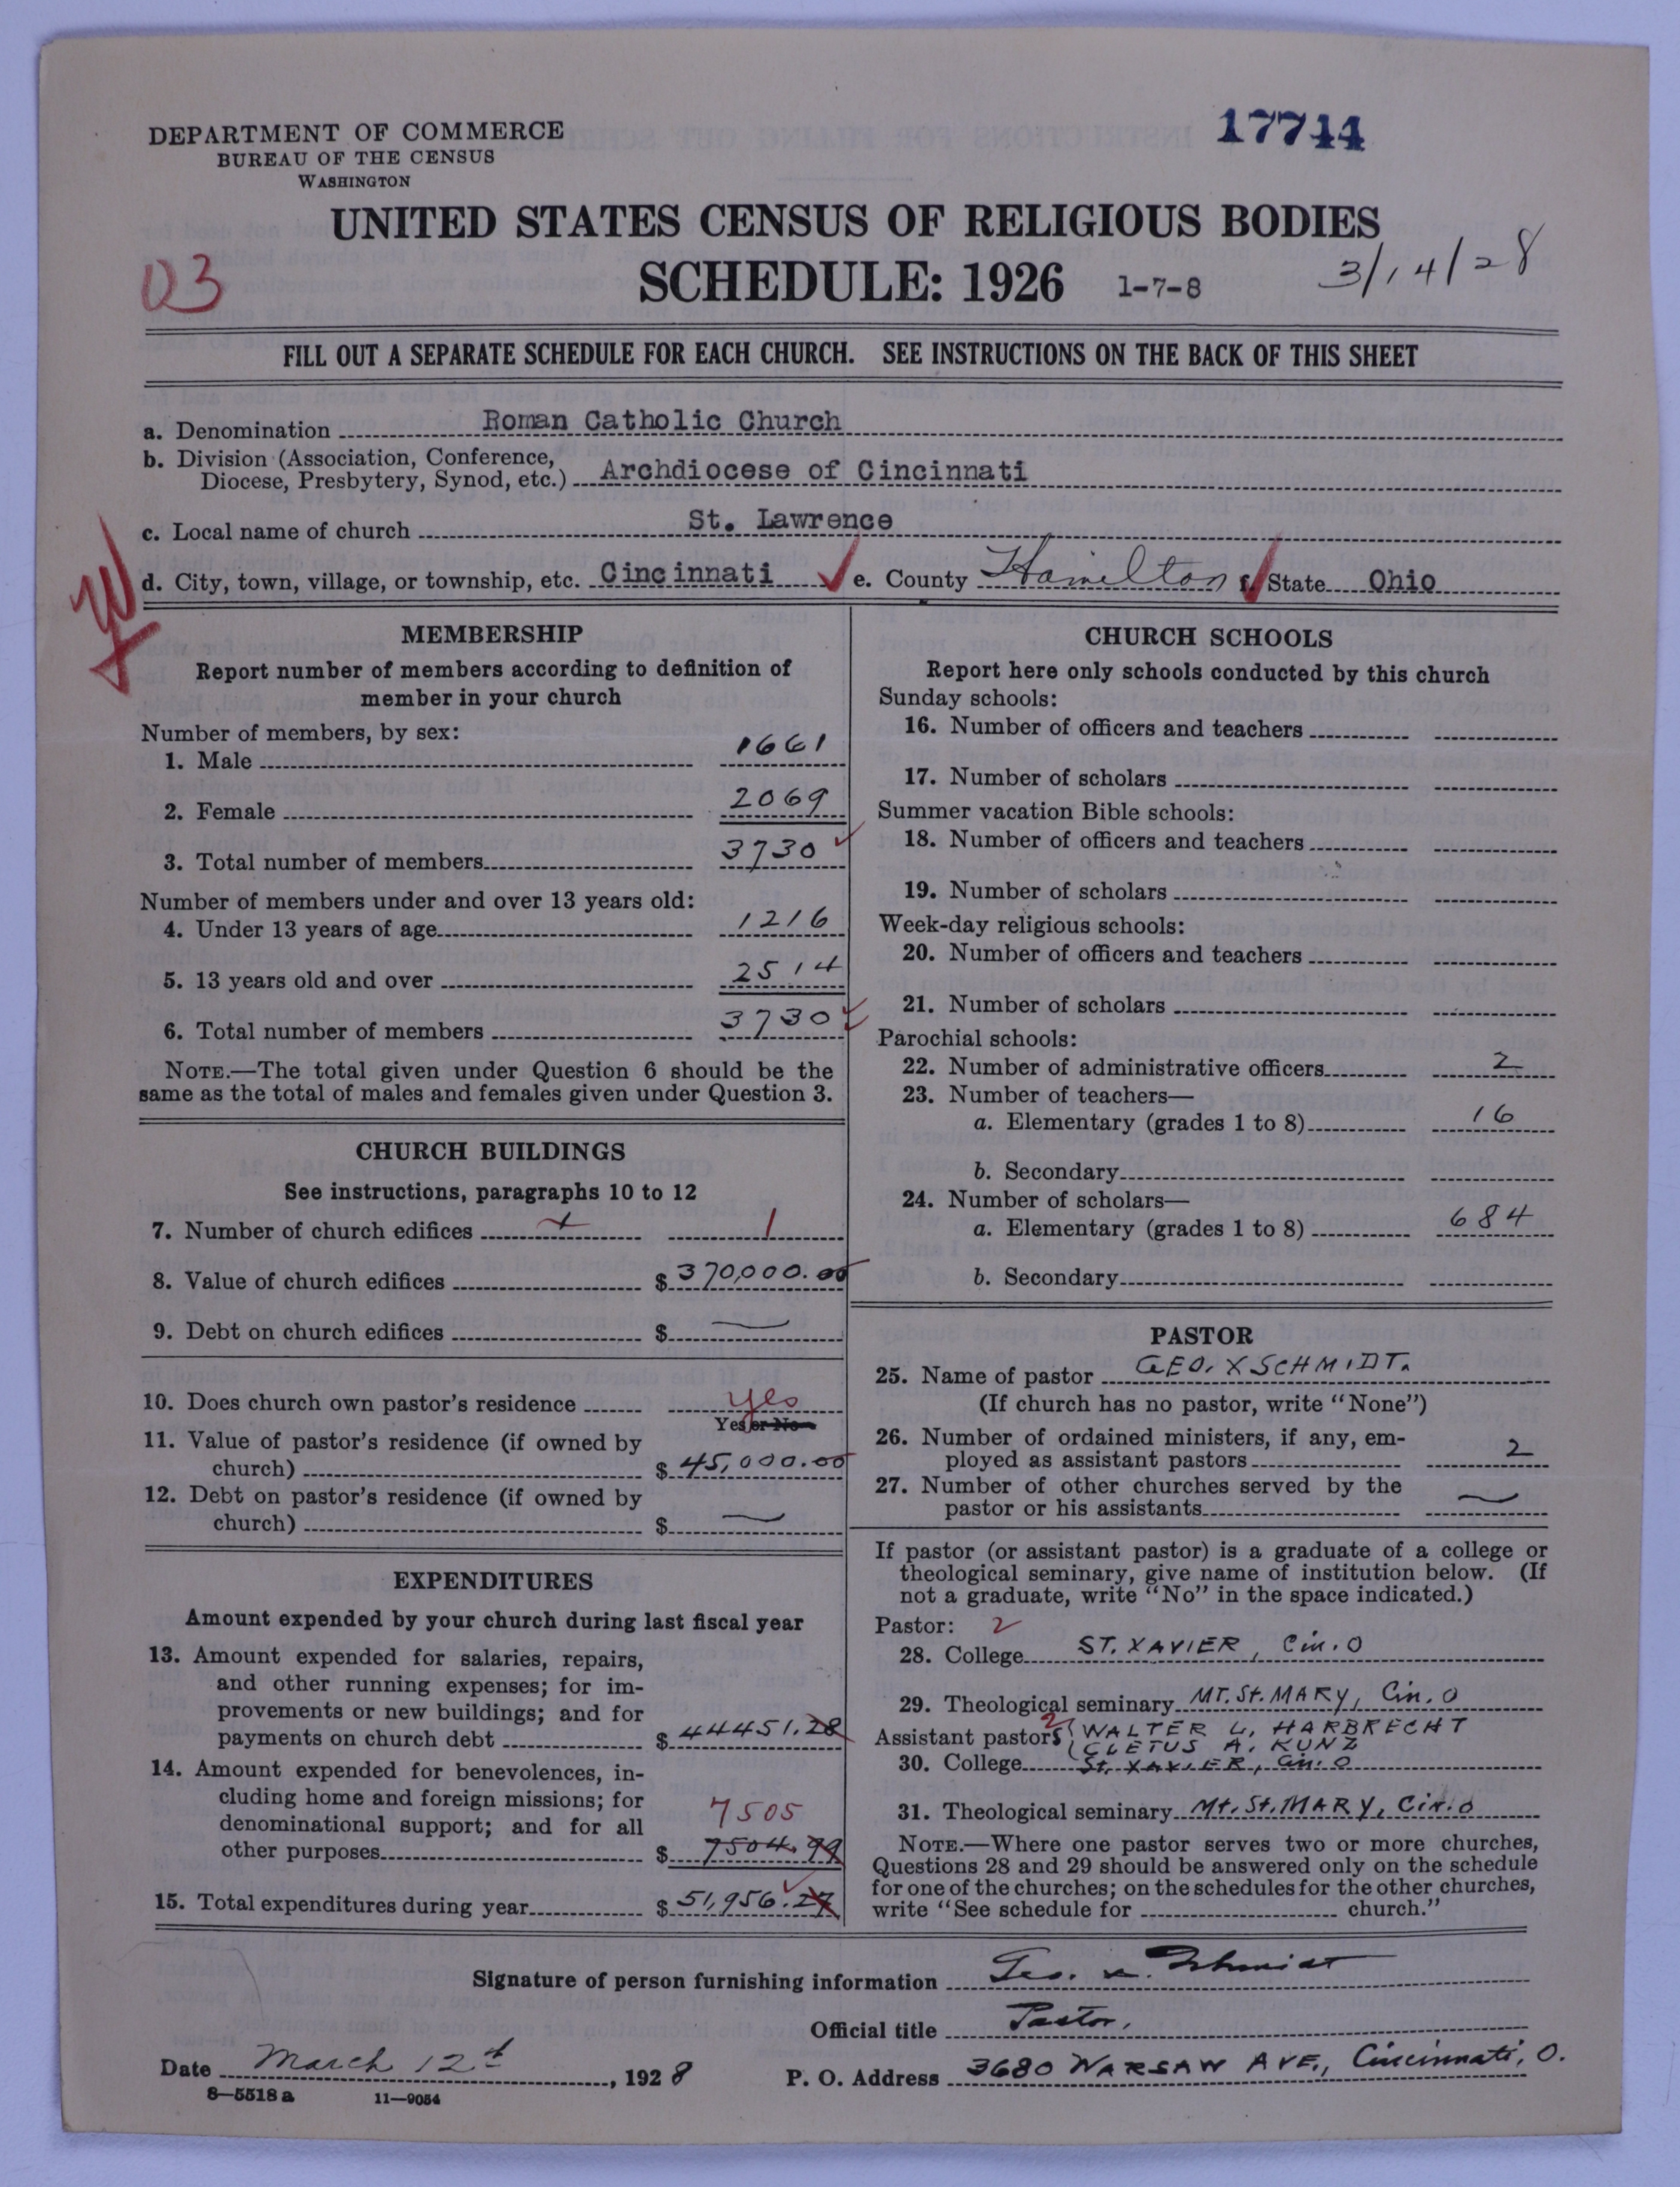 17744
DEPARTMENT OF COMMERCE
BUREAU OF THE CENSUS
WASHINGTON
UNITED STATES CENSUS OF RELIGIOUS BODIES
03 SCHEDULE: 1926 1-7-8 3/14/28
FILL OUT A SEPARATE SCHEDULE FOR EACH CHURCH. SEE INSTRUCTIONS ON THE BACK OF THIS SHEET
a. Denomination Roman Catholic Church
b. Division (Association, Conference,
Diocese, Presbytery, Synod, etc.) Archdiocese of Cincinnati
c. Local name of church St. Lawrence
d. City, town, village, or township, etc. Cincinnati e. County Hamilton f. State Ohio
MEMBERSHIP
Report number of members according to definition of
member in your church
Number of members, by sex:
1. Male 1661
2. Female 2069
3. Total number of members 3730
Number of members under and over 13 years old:
4. Under 13 years of age 1216
5. 13 years old and over 2514
6. Total number of members 3730
NOTE.—The total given under Question 6 should be the
same as the total of males and females given under Question 3.
CHURCH BUILDINGS
See instructions, paragraphs 10 to 12
7. Number of church edifices 1
8. Value of church edifices $ 370,000.00
9. Debt on church edifices $ —
10. Does church own pastor's residence yes
Yes or No
11. Value of pastor's residence (if owned by
church) $ 45,000.00
12. Debt on pastor's residence (if owned by
church) $ —
EXPENDITURES
Amount expended by your church during last fiscal year
13. Amount expended for salaries, repairs,
and other running expenses; for im-
provements or new buildings; and for
payments on church debt $ 44451.28
14. Amount expended for benevolences, in-
cluding home and foreign missions; for
denominational support; and for all 7505
other purposes $ 7504.99
15. Total expenditures during year $ 51,956.27
CHURCH SCHOOLS
Report here only schools conducted by this church
Sunday schools:
16. Number of officers and teachers
17. Number of scholars
Summer vacation Bible schools:
18. Number of officers and teachers
19. Number of scholars
Week-day religious schools:
20. Number of officers and teachers
21. Number of scholars
Parochial schools:
22. Number of administrative officers 2
23. Number of teachers—
a. Elementary (grades 1 to 8) 16
b. Secondary
24. Number of scholars—
a. Elementary (grades 1 to 8) 684
b. Secondary
PASTOR
25. Name of pastor GEO. X SCHMIDT.
(If church has no pastor, write "None")
26. Number of ordained ministers, if any, em-
ployed as assistant pastors 2
27. Number of other churches served by the
pastor or his assistants —
If pastor (or assistant pastor) is a graduate of a college or
theological seminary, give name of institution below. (If
not a graduate, write "No" in the space indicated.)
Pastor: 2
28. College ST. XAVIER, Cin. O
29. Theological seminary MT. St. MARY, Cin. O
Assistant pastors 2 WALTER G. HARBRECHT
CLETUS A. KUNZ
30. College St. XAVIER, Cin. O
31. Theological seminary Mt. St. MARY, Cin. O
NOTE.—Where one pastor serves two or more churches,
Questions 28 and 29 should be answered only on the schedule
for one of the churches; on the schedules for the other churches,
write "See schedule for church."
Signature of person furnishing information Geo. X. Schmidt
Official title Pastor.
Date March 12th, 1928 P. O. Address 3680 WARSAW AVE., Cincinnati, O.
8—5518 a 11—9054